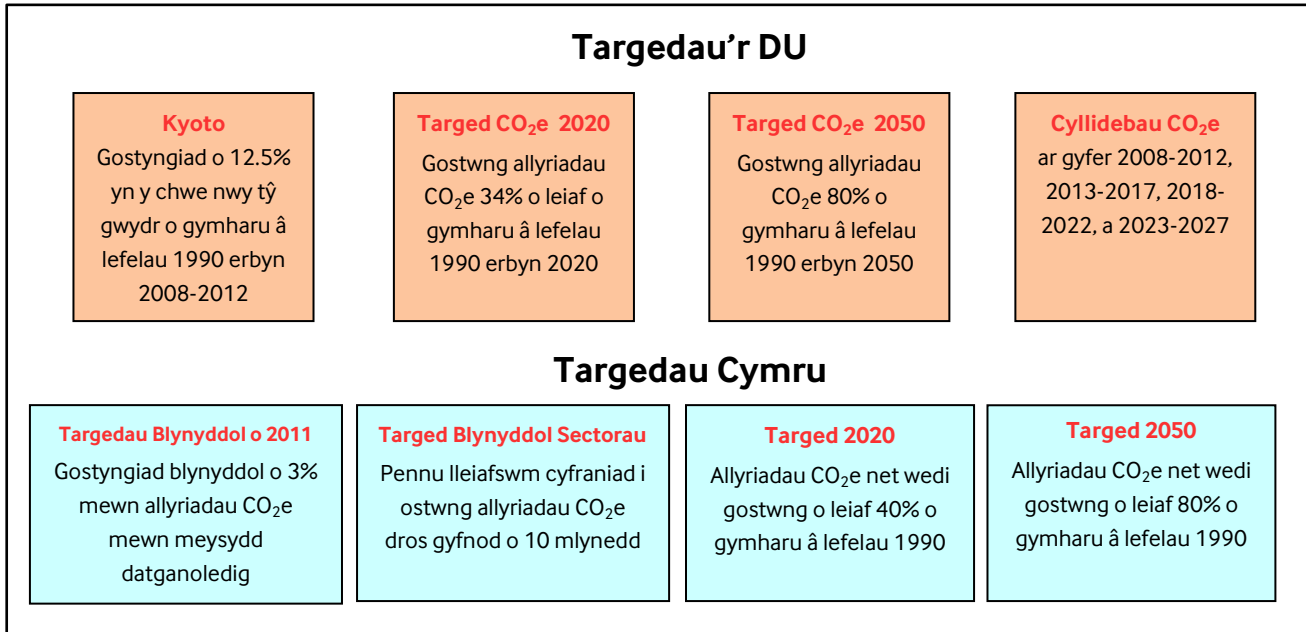 Targedau'r DU
Kyoto
Gostyngiad o 12.5%
yn y chwe nwy tŷ
gwydr o gymharu â
lefelau 1990 erbyn
2008-2012
Targed CO₂e 2020
Gostwng allyriadau
CO₂e 34% o leiaf o
gymharu â lefelau
1990 erbyn 2020
Targed CO₂e 2050
Gostwng allyriadau
CO₂e 80% o
gymharu â lefelau
1990 erbyn 2050
Cyllidebau CO₂e
ar gyfer 2008-2012,
2013-2017, 2018-
2022, a 2023-2027
Targedau Cymru
Targedau Blynyddol o 2011
Gostyngiad blynyddol o 3%
mewn allyriadau CO₂e
mewn meysydd
datganoledig
Targed Blynyddol Sectorau
Pennu lleiafswm cyfraniad i
ostwng allyriadau CO₂e
dros gyfnod o 10 mlynedd
Targed 2020
Allyriadau CO₂e net wedi
gostwng o leiaf 40% o
gymharu â lefelau 1990
Targed 2050
Allyriadau CO₂e net wedi
gostwng o leiaf 80% o
gymharu â lefelau 1990